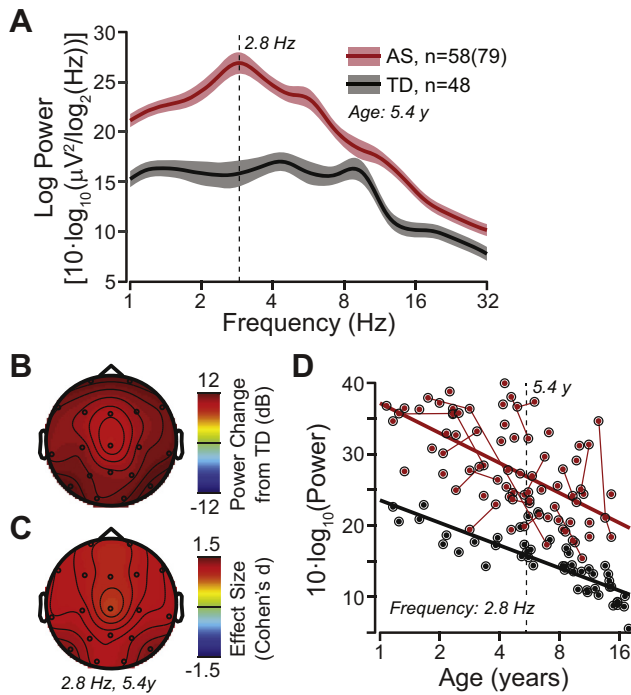 A
2.8 Hz
AS, n=58(79)
TD, n=48
Age: 5.4 y
Log Power
[10·log10(μV²/log2(Hz))]
30
25
20
15
10
5
1
2
4
8
16
32
Frequency (Hz)
B
12
-12
Power Change
from TD (dB)
C
1.5
-1.5
Effect Size
(Cohen's d)
2.8 Hz, 5.4y
D
5.4 y
10·log10(Power)
40
30
20
10
Frequency: 2.8 Hz
1
2
4
8
16
Age (years)